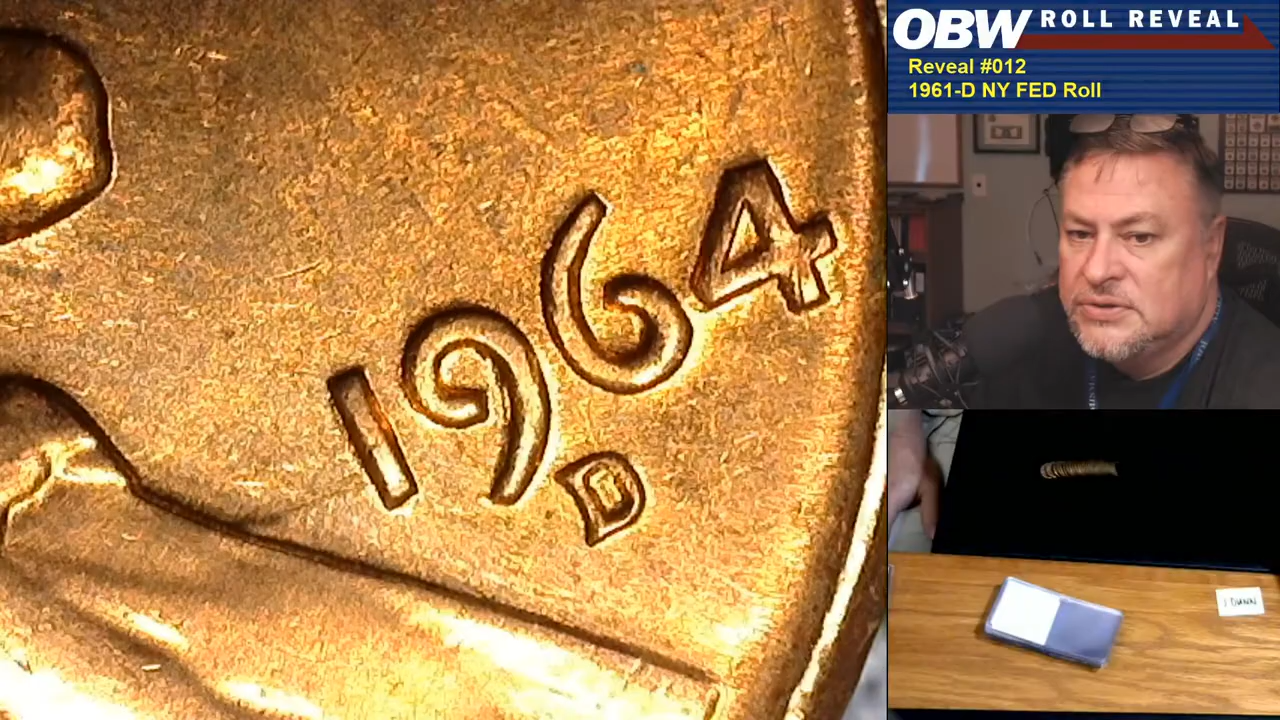 OBW ROLL REVEAL
Reveal #012
1961-D NY FED Roll
1964
D